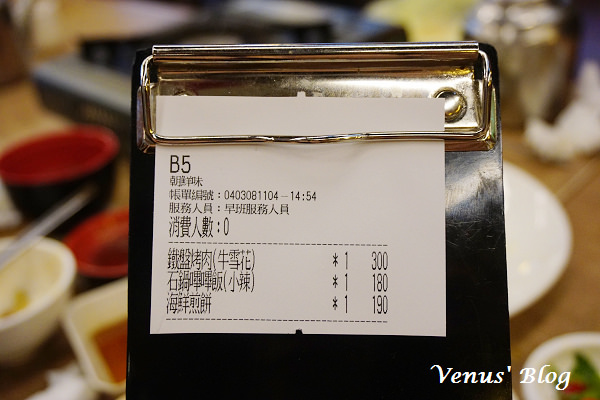 B5
朝鮮味
帳單編號：0403081104－14:54
服務人員：早班服務人員
消費人數：0
鐵盤烤肉(牛雪花) *1 300
石鍋嗶嗶飯(小辣) *1 180
海鮮煎餅 *1 190
Venus' Blog